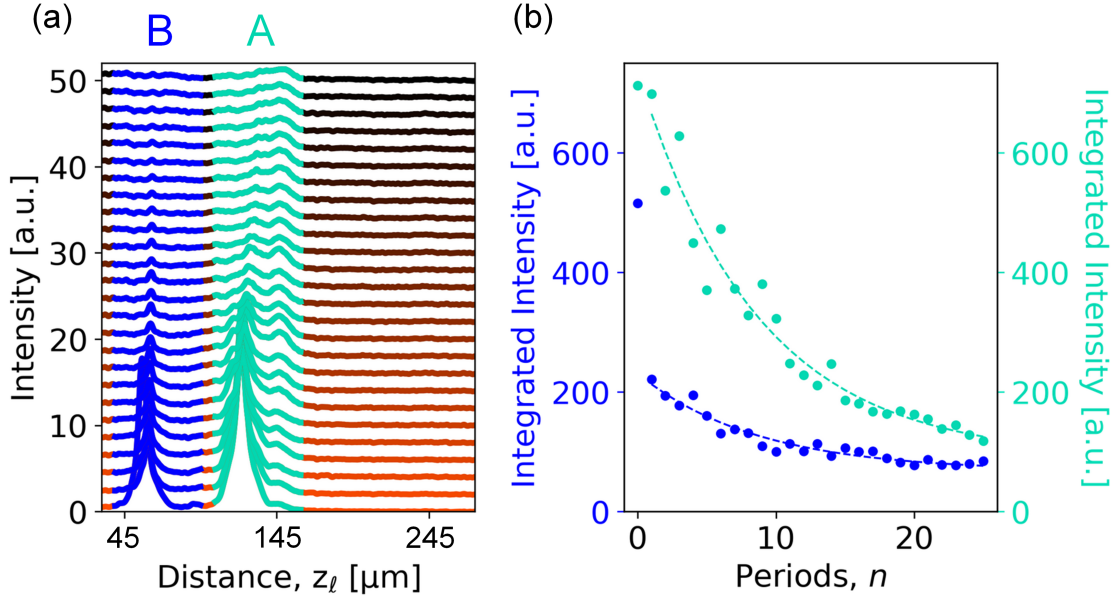 (a)
B
A
Intensity [a.u.]
50
40
30
20
10
0
45
145
245
Distance, zℓ [μm]
(b)
Integrated Intensity [a.u.]
600
400
200
0
600
400
200
0
Integrated Intensity [a.u.]
0
10
20
Periods, n